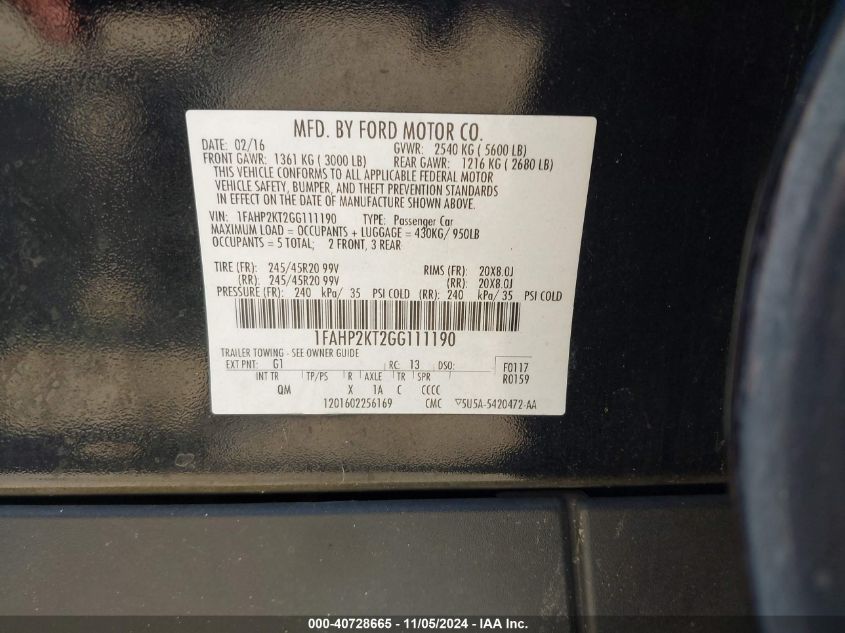 MFD. BY FORD MOTOR CO.
DATE: 02/16 GVWR: 2540 KG ( 5600 LB)
FRONT GAWR: 1361 KG ( 3000 LB) REAR GAWR: 1216 KG ( 2680 LB)
THIS VEHICLE CONFORMS TO ALL APPLICABLE FEDERAL MOTOR
VEHICLE SAFETY, BUMPER, AND THEFT PREVENTION STANDARDS
IN EFFECT ON THE DATE OF MANUFACTURE SHOWN ABOVE.
VIN: 1FAHP2KT2GG111190 TYPE: Passenger Car
MAXIMUM LOAD = OCCUPANTS + LUGGAGE = 430KG/ 950LB
OCCUPANTS = 5 TOTAL; 2 FRONT, 3 REAR
TIRE (FR): 245/45R20 99V RIMS (FR): 20X8.0J
(RR): 245/45R20 99V (RR): 20X8.0J
PRESSURE (FR): 240 kPa/ 35 PSI COLD (RR): 240 kPa/ 35 PSI COLD
1FAHP2KT2GG111190
TRAILER TOWING - SEE OWNER GUIDE
EXT PNT: G1 RC: 13 DSO: F0117
INT TR TP/PS R AXLE TR SPR R0159
QM X 1A C CCCC
1201602256169 CMC ▽5U5A-5420472-AA
000-40728665 - 11/05/2024 - IAA Inc.